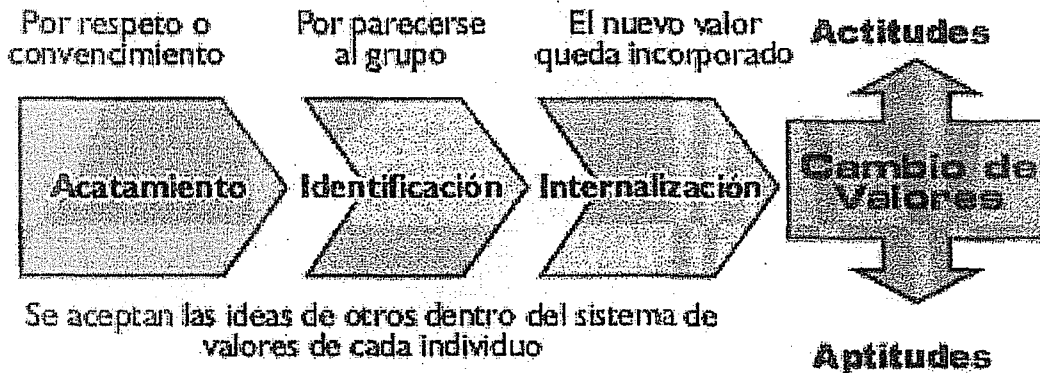 Por respeto o
convencimiento
Por parecerse
al grupo
El nuevo valor
queda incorporado
Actitudes
Acatamiento
Identificación
Internalización
Cambio de
Valores
Se aceptan las ideas de otros dentro del sistema de
valores de cada individuo
Aptitudes